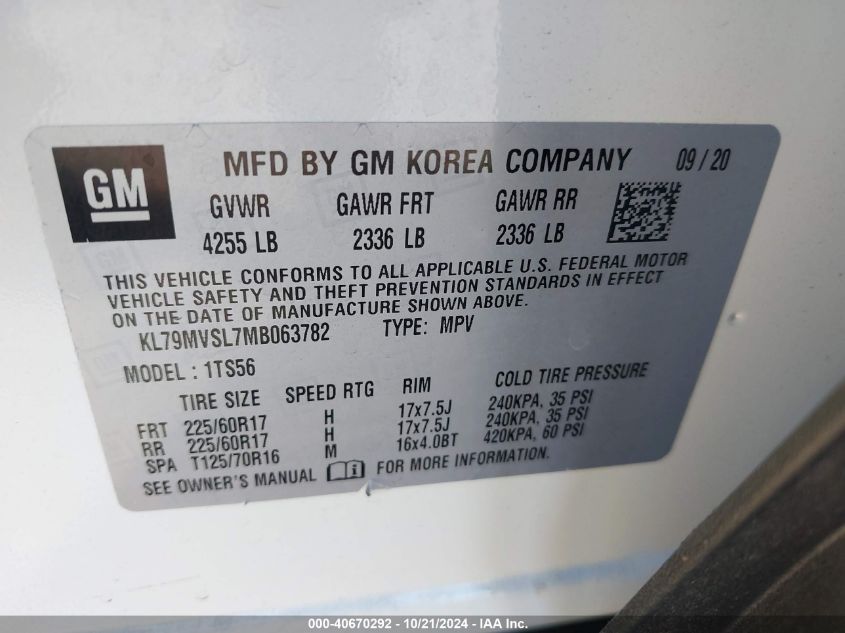 GM
MFD BY GM KOREA COMPANY 09 / 20
GVWR GAWR FRT GAWR RR
4255 LB 2336 LB 2336 LB
THIS VEHICLE CONFORMS TO ALL APPLICABLE U.S. FEDERAL MOTOR
VEHICLE SAFETY AND THEFT PREVENTION STANDARDS IN EFFECT
ON THE DATE OF MANUFACTURE SHOWN ABOVE.
KL79MVSL7MB063782 TYPE: MPV
MODEL : 1TS56
TIRE SIZE SPEED RTG RIM COLD TIRE PRESSURE
FRT 225/60R17 H 17x7.5J 240KPA, 35 PSI
RR 225/60R17 H 17x7.5J 240KPA, 35 PSI
SPA T125/70R16 M 16x4.0BT 420KPA, 60 PSI
SEE OWNER'S MANUAL i FOR MORE INFORMATION.
000-40670292 - 10/21/2024 - IAA Inc.